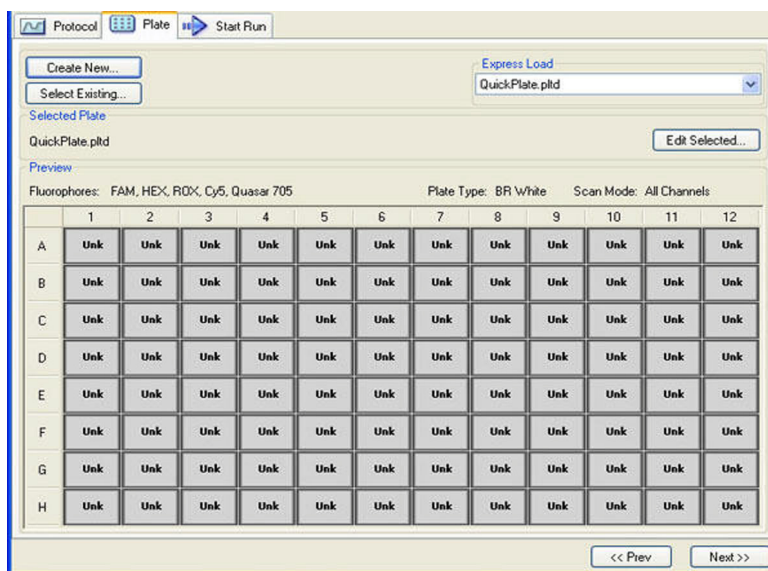 Protocol Plate Start Run
Create New...
Express Load
Select Existing...
QuickPlate.pltd
Selected Plate
QuickPlate.pltd
Edit Selected...
Preview
Fluorophores: FAM, HEX, ROX, Cy5, Quasar 705 Plate Type: BR White Scan Mode: All Channels
1 2 3 4 5 6 7 8 9 10 11 12
A Unk Unk Unk Unk Unk Unk Unk Unk Unk Unk Unk Unk
B Unk Unk Unk Unk Unk Unk Unk Unk Unk Unk Unk Unk
C Unk Unk Unk Unk Unk Unk Unk Unk Unk Unk Unk Unk
D Unk Unk Unk Unk Unk Unk Unk Unk Unk Unk Unk Unk
E Unk Unk Unk Unk Unk Unk Unk Unk Unk Unk Unk Unk
F Unk Unk Unk Unk Unk Unk Unk Unk Unk Unk Unk Unk
G Unk Unk Unk Unk Unk Unk Unk Unk Unk Unk Unk Unk
H Unk Unk Unk Unk Unk Unk Unk Unk Unk Unk Unk Unk
<< Prev Next >>